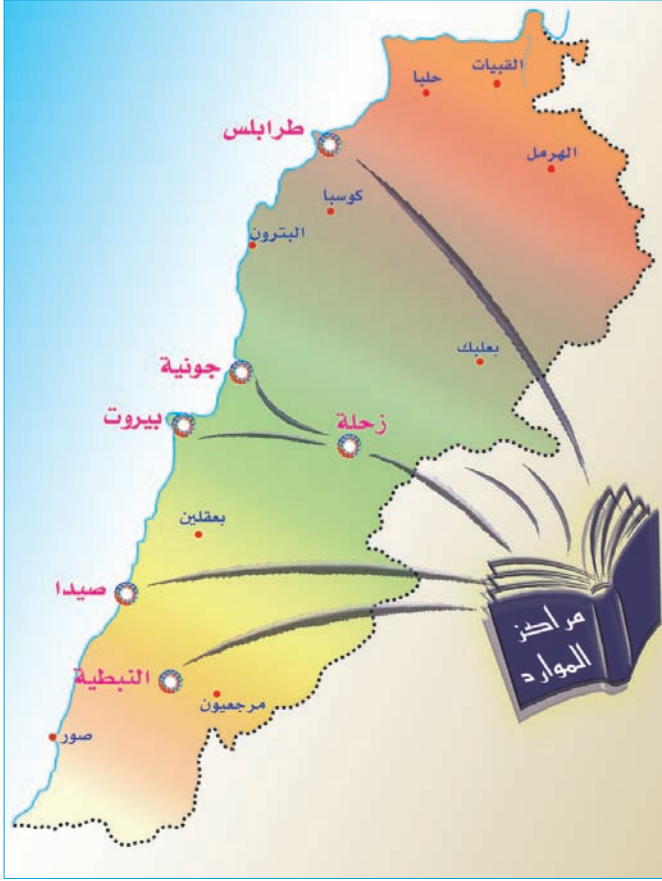 القبيات
حلبا
طرابلس
الهرمل
كوسبا
البترون
بعلبك
جونية
بيروت
زحلة
بعقلين
صيدا
مراكز
الموارد
النبطية
مرجعيون
صور